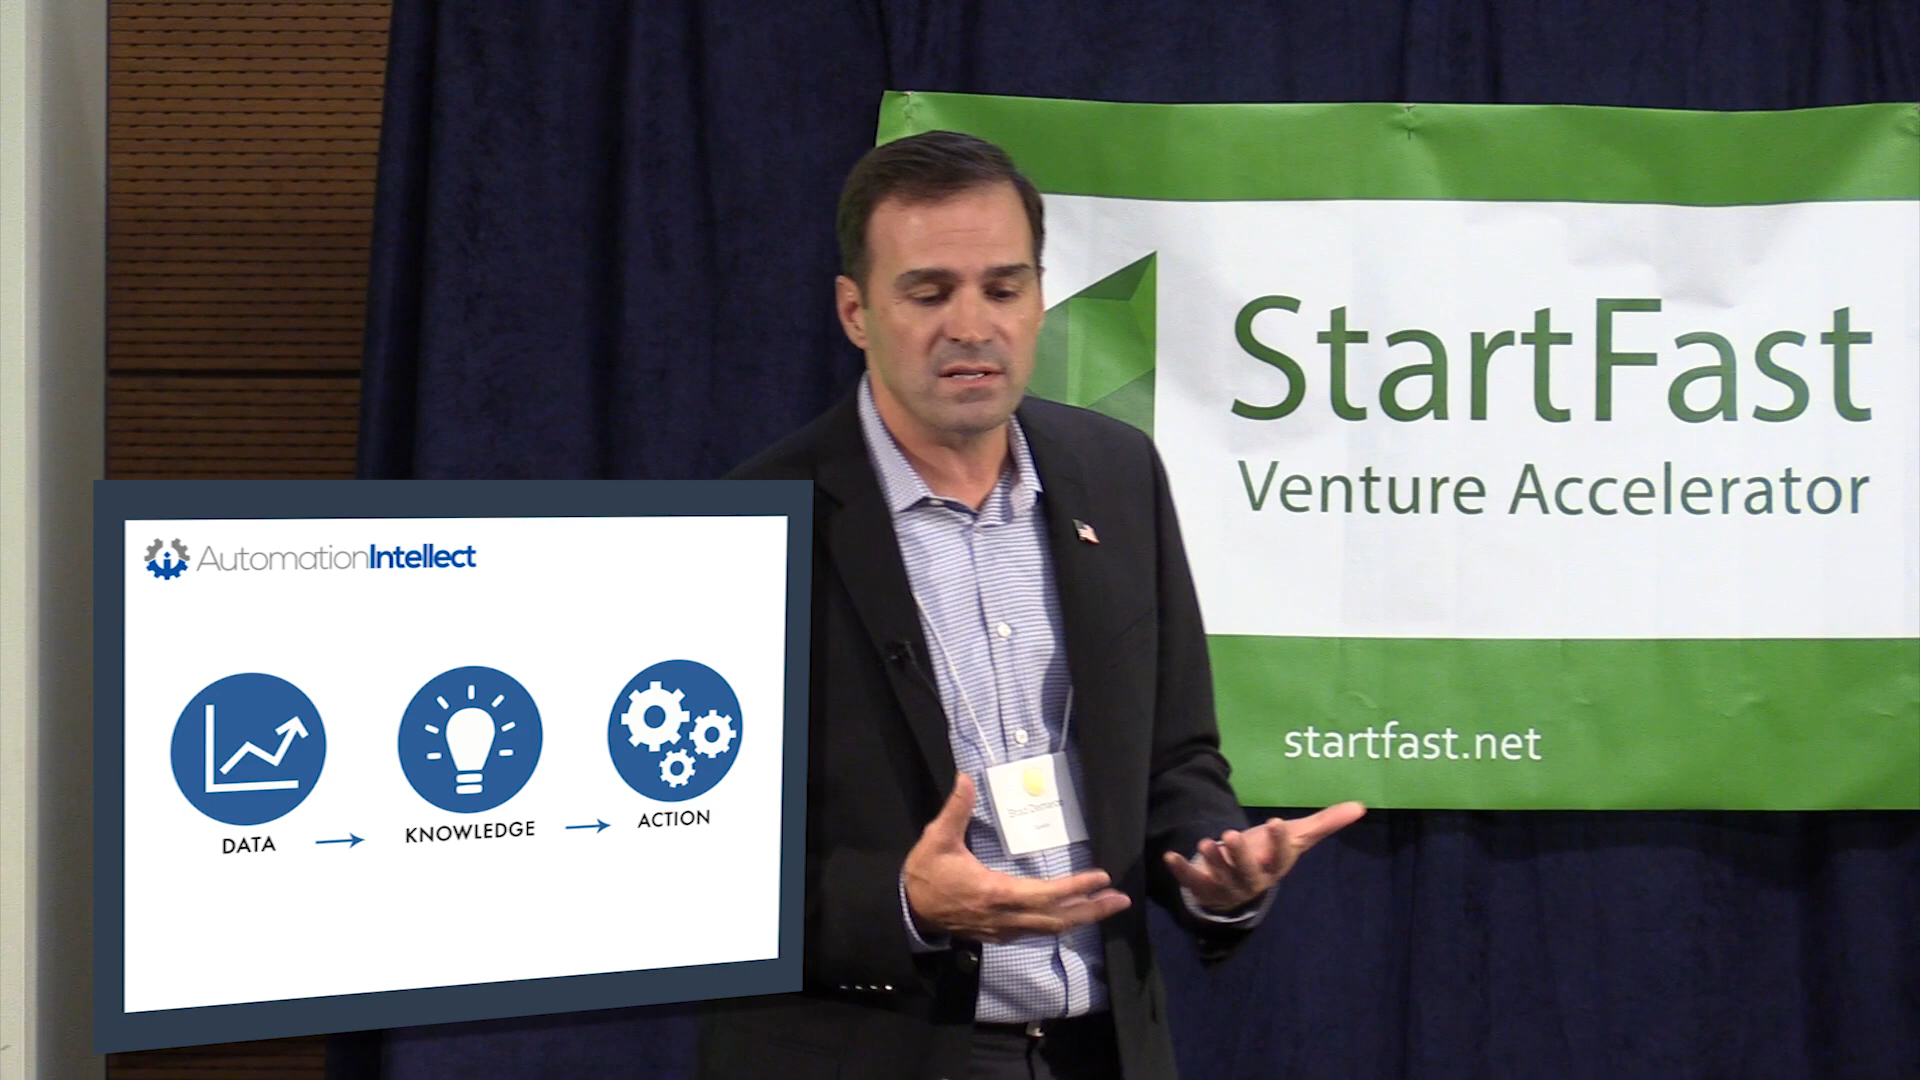 StartFast
Venture Accelerator
startfast.net
AutomationIntellect
DATA
KNOWLEDGE
ACTION